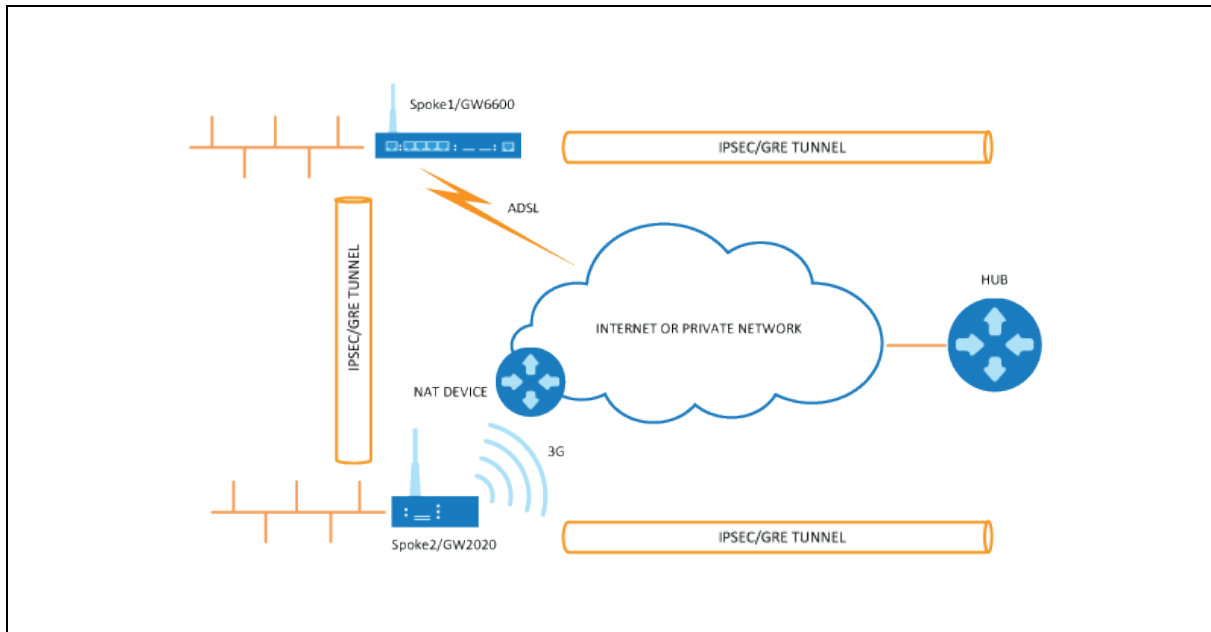 Spoke1/GW6600
IPSEC/GRE TUNNEL
ADSL
IPSEC/GRE TUNNEL
HUB
INTERNET OR PRIVATE NETWORK
NAT DEVICE
3G
IPSEC/GRE TUNNEL
Spoke2/GW2020